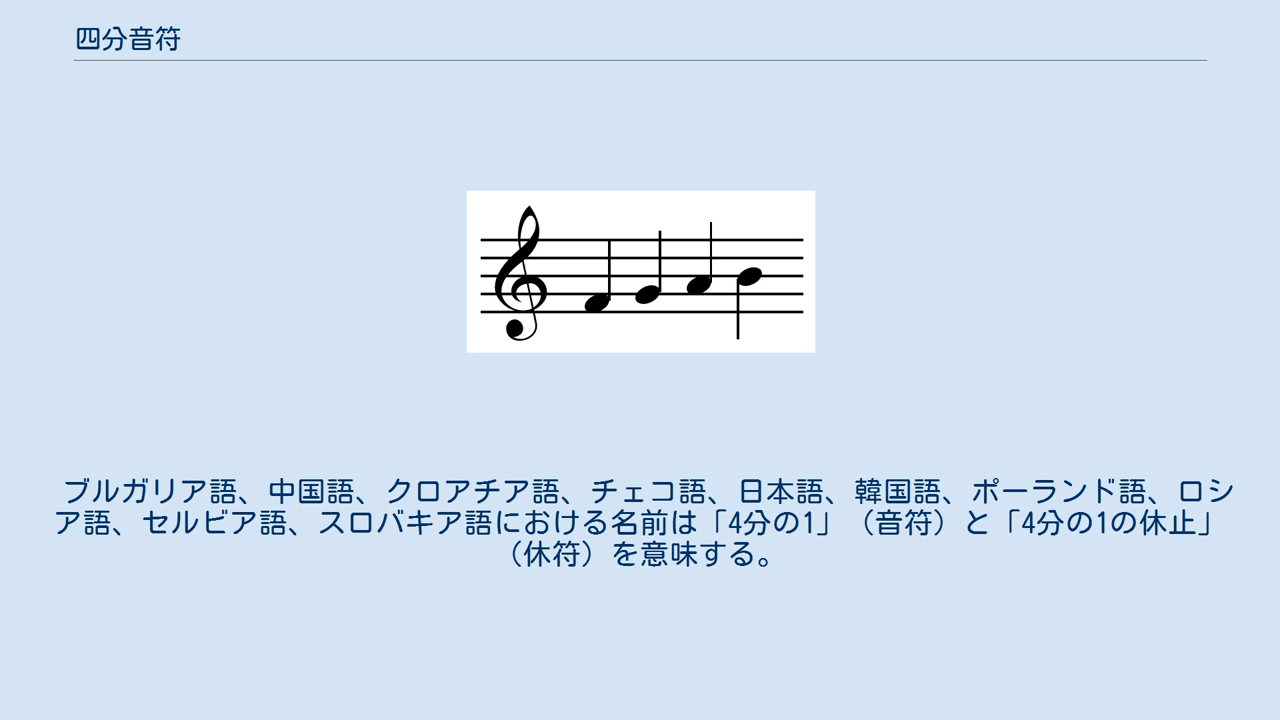 四分音符
ブルガリア語、中国語、クロアチア語、チェコ語、日本語、韓国語、ポーランド語、ロシ
ア語、セルビア語、スロバキア語における名前は「4分の1」（音符）と「4分の1の休止」
（休符）を意味する。